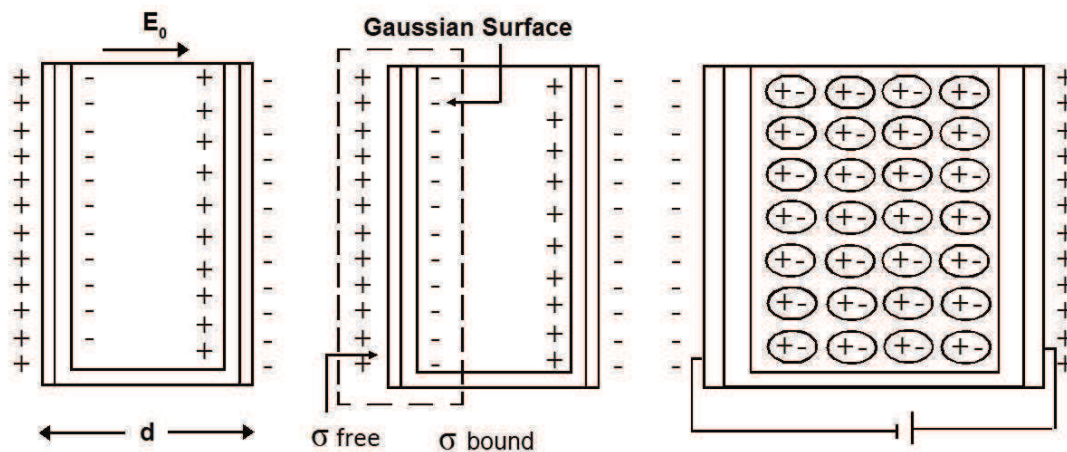 E₀
Gaussian Surface
d
σ free
σ bound